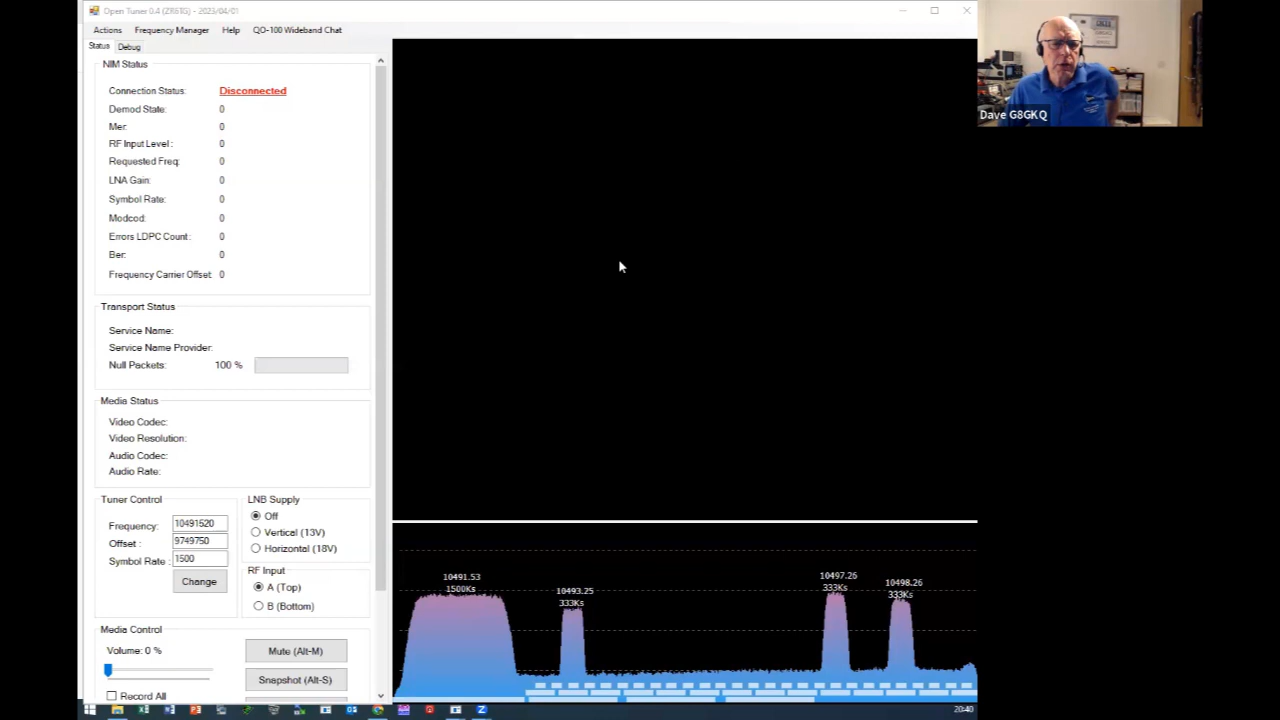 Open Tuner 0.4 (ZR6TG) - 2023/04/01
Actions Frequency Manager Help QO-100 Wideband Chat
Status Debug
NIM Status
Connection Status: Disconnected
Demod State: 0
Mer: 0
RF Input Level : 0
Requested Freq: 0
LNA Gain: 0
Symbol Rate: 0
Modcod: 0
Errors LDPC Count : 0
Ber: 0
Frequency Carrier Offset: 0
Transport Status
Service Name:
Service Name Provider:
Null Packets: 100 %
Media Status
Video Codec:
Video Resolution:
Audio Codec:
Audio Rate:
Tuner Control
Frequency: 10491520
Offset : 9749750
Symbol Rate : 1500
Change
LNB Supply
Off
Vertical (13V)
Horizontal (18V)
RF Input
A (Top)
B (Bottom)
Media Control
Volume: 0 %
Mute (Alt-M)
Snapshot (Alt-S)
Record All
10491.53
1500Ks
10493.25
333Ks
10497.26
333Ks
10498.26
333Ks
Dave G8GKQ
20:40